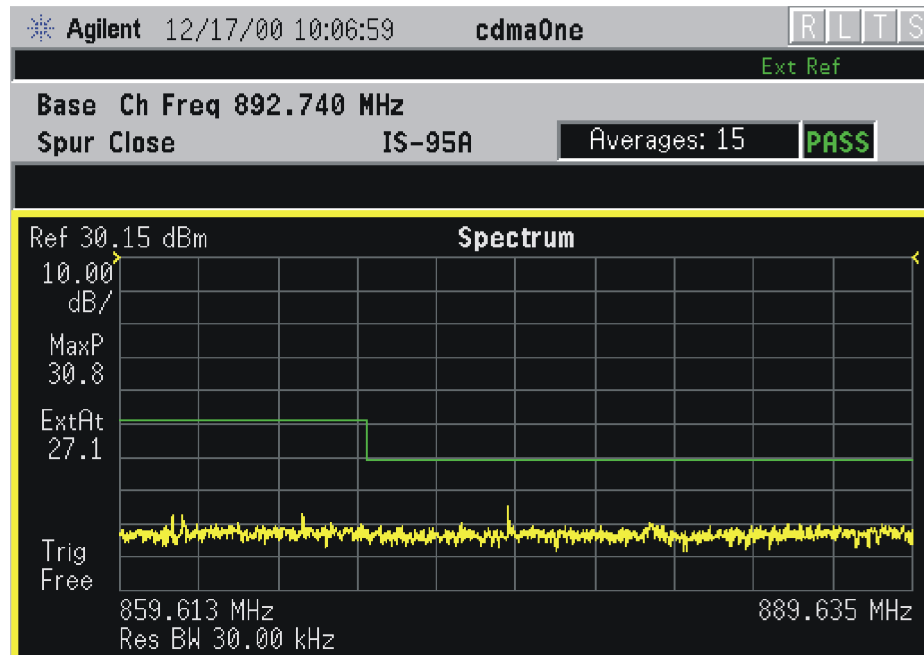 Agilent 12/17/00 10:06:59 cdmaOne R L T S
Ext Ref
Base Ch Freq 892.740 MHz
Spur Close IS-95A Averages: 15 PASS
Ref 30.15 dBm Spectrum
10.00
dB/
MaxP
30.8
ExtAt
27.1
Trig
Free
859.613 MHz 889.635 MHz
Res BW 30.00 kHz